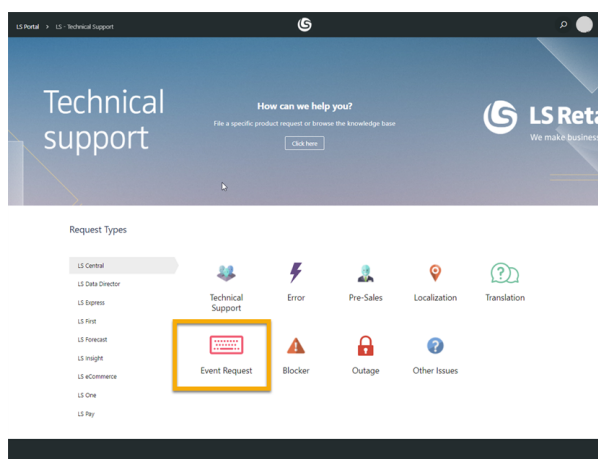 LS Portal > LS - Technical Support
LS
Technical
support
How can we help you?
File a specific product request or browse the knowledge base
Click here
LS Reta
We make business
Request Types
LS Central
LS Data Director
LS Express
LS First
LS Forecast
LS Insight
LS eCommerce
LS One
LS Pay
Technical
Support
Error
Pre-Sales
Localization
Translation
Event Request
Blocker
Outage
Other Issues